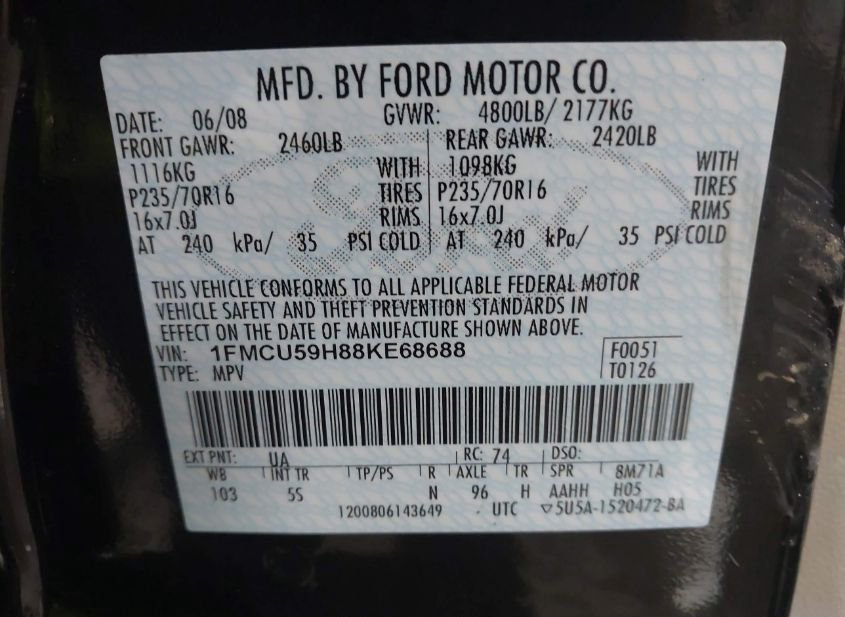 MFD. BY FORD MOTOR CO.
DATE: 06/08 GVWR: 4800LB/ 2177KG
FRONT GAWR: 2460LB REAR GAWR: 2420LB
1116KG WITH 1098KG WITH
P235/70R16 TIRES P235/70R16 TIRES
16x7.0J RIMS 16x7.0J RIMS
AT 240 kPa/ 35 PSI COLD AT 240 kPa/ 35 PSI COLD
THIS VEHICLE CONFORMS TO ALL APPLICABLE FEDERAL MOTOR
VEHICLE SAFETY AND THEFT PREVENTION STANDARDS IN
EFFECT ON THE DATE OF MANUFACTURE SHOWN ABOVE.
VIN: 1FMCU59H88KE68688 F0051
TYPE: MPV T0126
EXT PNT: UA RC: 74 DSO:
WB INT TR TP/PS R AXLE TR SPR 8M71A
103 5S N 96 H AAHH H05
1200806143649 . UTC ▽5U5A-1520472-BA
Ford